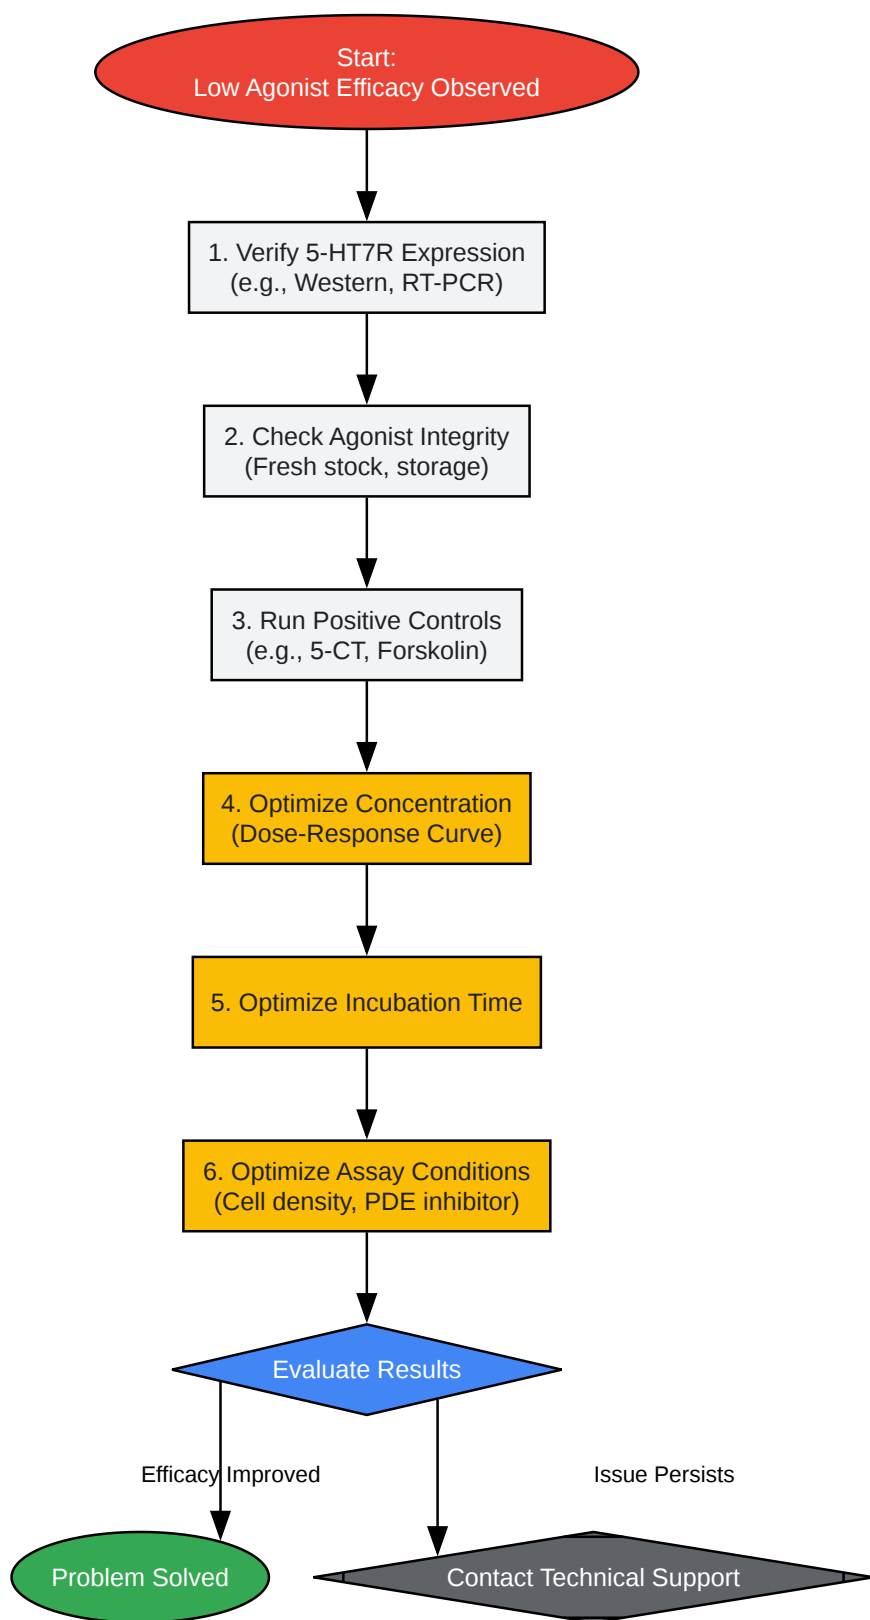 Start:
Low Agonist Efficacy Observed
1. Verify 5-HT7R Expression
(e.g., Western, RT-PCR)
2. Check Agonist Integrity
(Fresh stock, storage)
3. Run Positive Controls
(e.g., 5-CT, Forskolin)
4. Optimize Concentration
(Dose-Response Curve)
5. Optimize Incubation Time
6. Optimize Assay Conditions
(Cell density, PDE inhibitor)
Evaluate Results
Efficacy Improved
Issue Persists
Problem Solved
Contact Technical Support